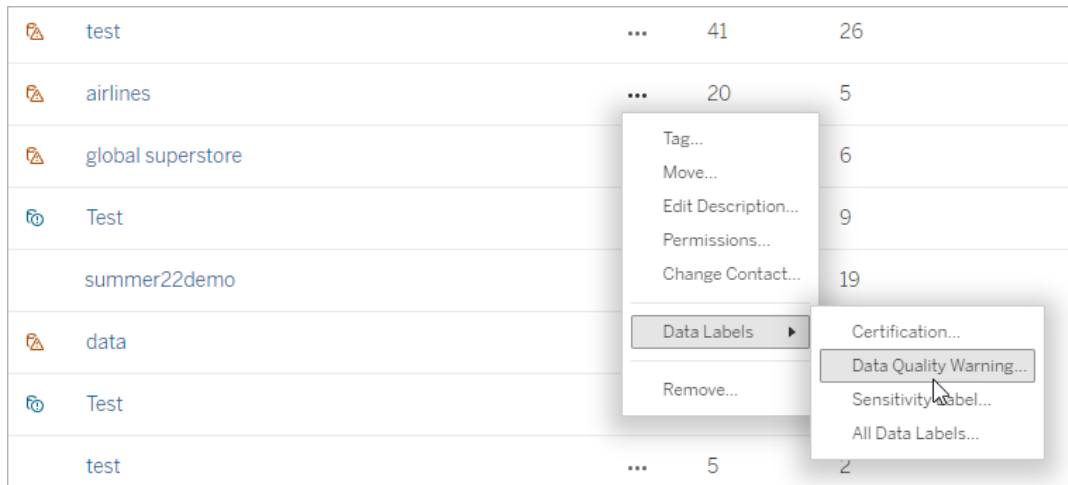 test ... 41 26
airlines ... 20 5
global superstore 6
Test 9
summer22demo 19
data
Test
test ... 5 2
Tag...
Move...
Edit Description...
Permissions...
Change Contact...
Data Labels
Remove...
Certification...
Data Quality Warning...
Sensitivity Label...
All Data Labels...